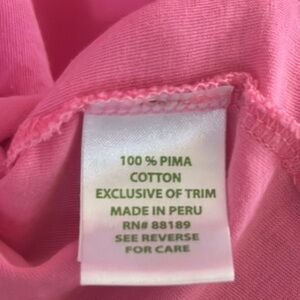 100 % PIMA
COTTON
EXCLUSIVE OF TRIM
MADE IN PERU
RN# 88189
SEE REVERSE
FOR CARE